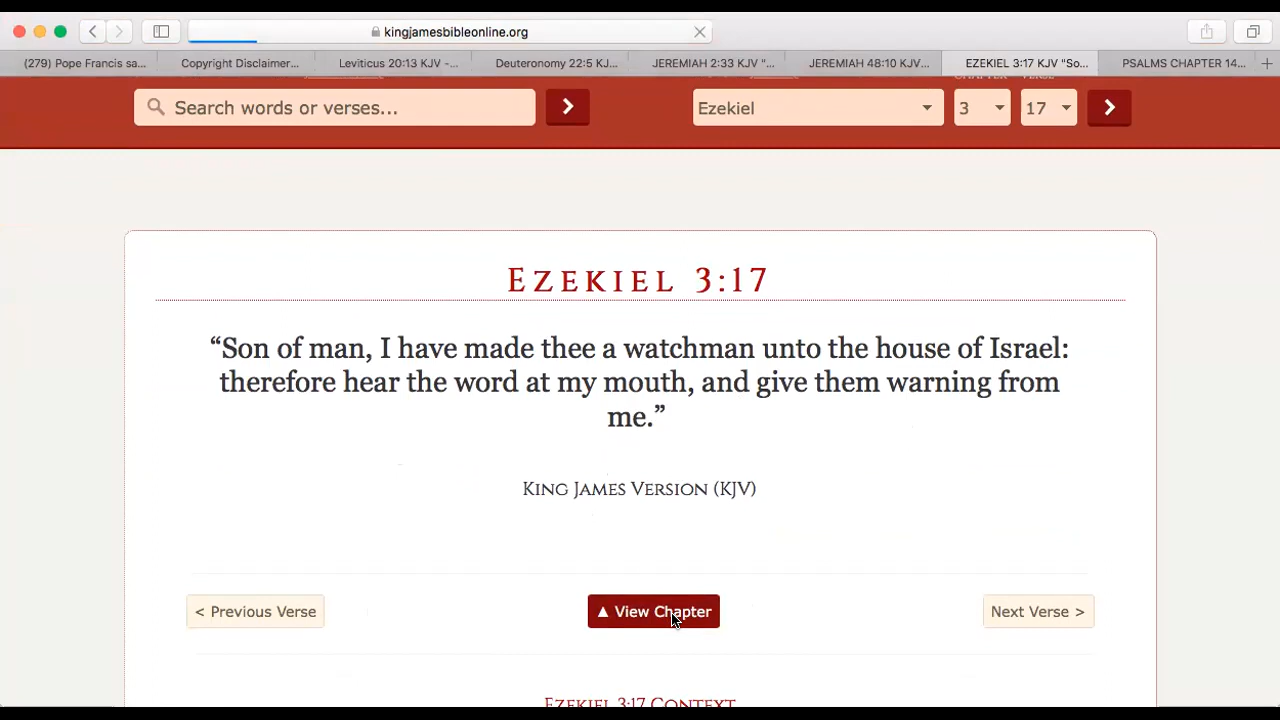 kingjamesbibleonline.org
(279) Pope Francis sa...
Copyright Disclaimer...
Leviticus 20:13 KJV -...
Deuteronomy 22:5 KJ...
JEREMIAH 2:33 KJV "...
JEREMIAH 48:10 KJV...
EZEKIEL 3:17 KJV "So...
PSALMS CHAPTER 14...
Search words or verses...
Ezekiel
3
17
EZEKIEL 3:17
“Son of man, I have made thee a watchman unto the house of Israel:
therefore hear the word at my mouth, and give them warning from
me.”
KING JAMES VERSION (KJV)
< Previous Verse
▲ View Chapter
Next Verse >
EZEKIEL 3:17 CONTEXT